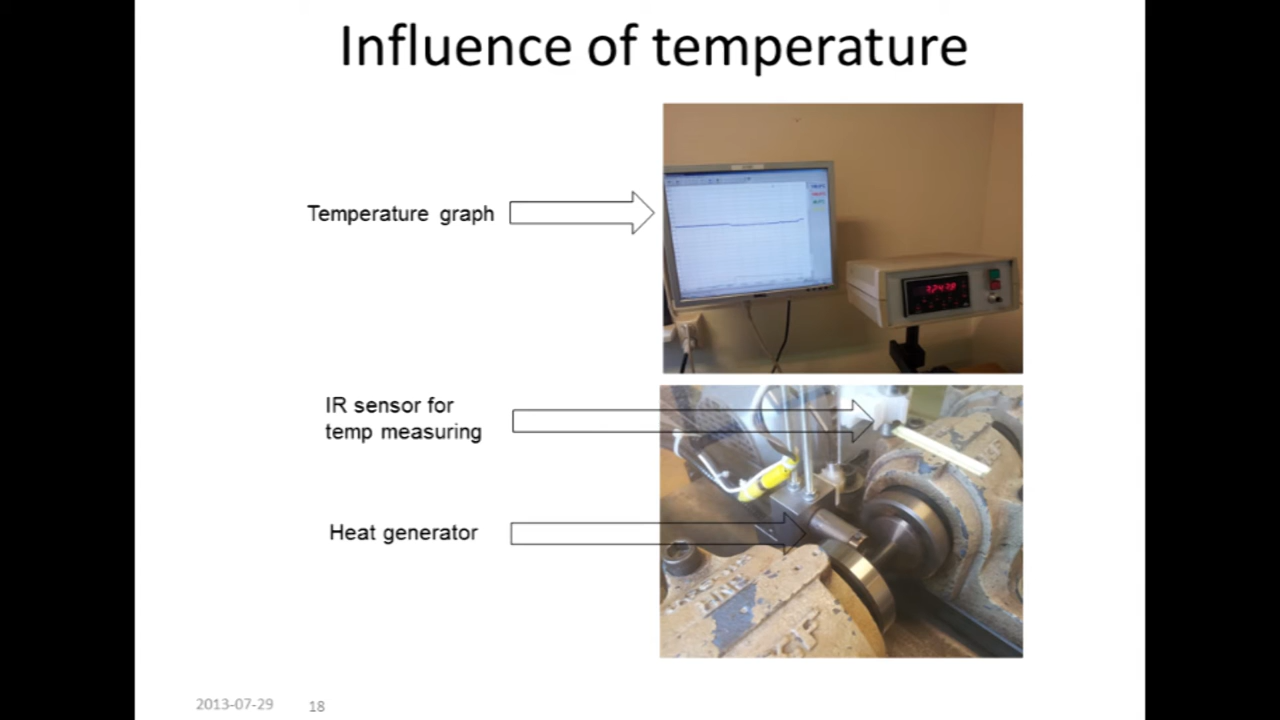 Influence of temperature
Temperature graph
IR sensor for
temp measuring
Heat generator
2013-07-29
18